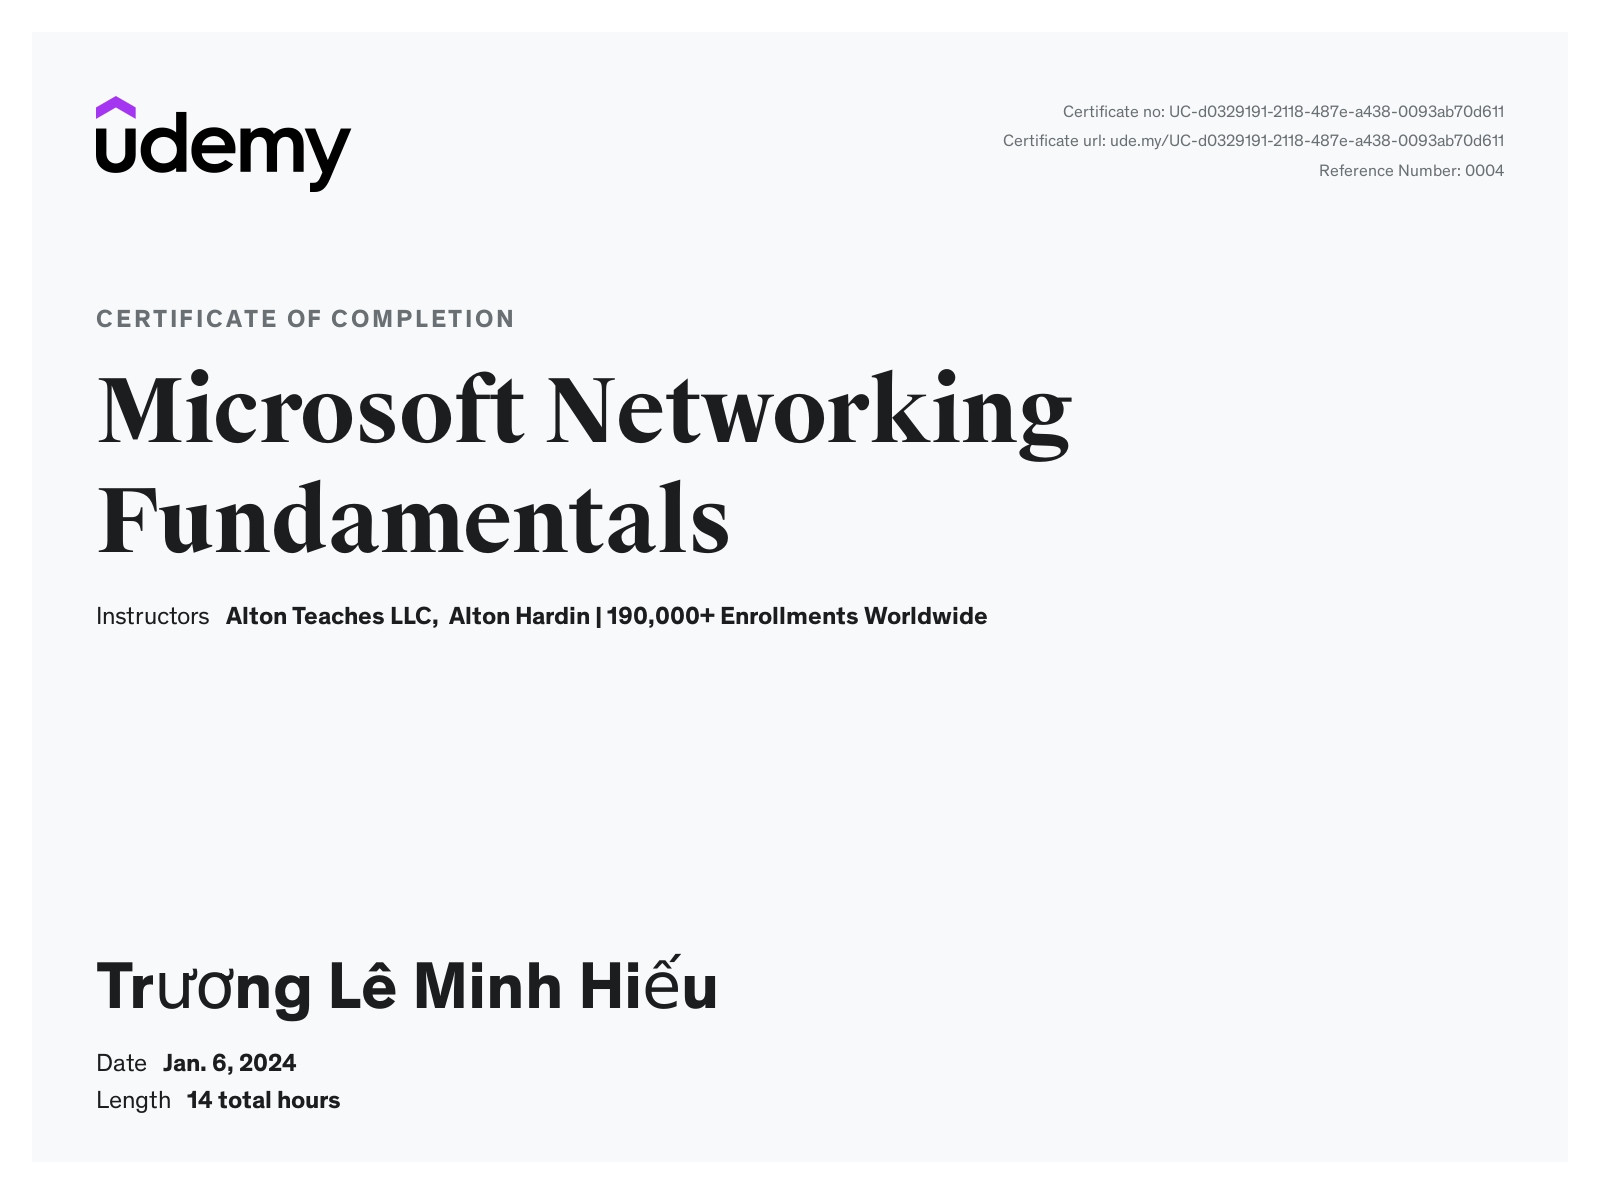 udemy
Certificate no: UC-d0329191-2118-487e-a438-0093ab70d611
Certificate url: ude.my/UC-d0329191-2118-487e-a438-0093ab70d611
Reference Number: 0004
CERTIFICATE OF COMPLETION
Microsoft Networking
Fundamentals
Instructors Alton Teaches LLC, Alton Hardin | 190,000+ Enrollments Worldwide
Trương Lê Minh Hiếu
Date Jan. 6, 2024
Length 14 total hours